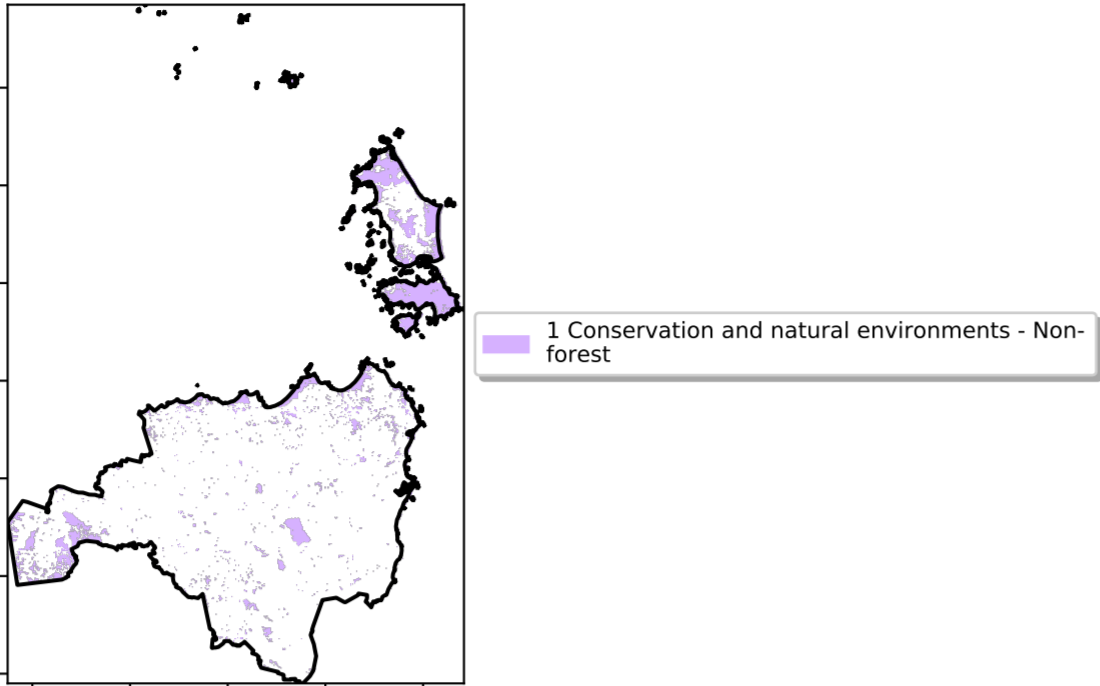 1 Conservation and natural environments - Non-
forest